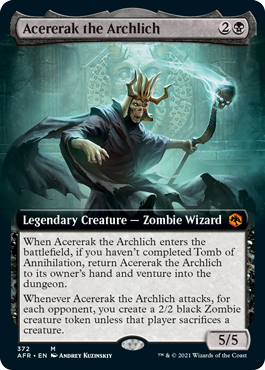 Acererak the Archlich 2
Legendary Creature — Zombie Wizard
When Acererak the Archlich enters the
battlefield, if you haven't completed Tomb of
Annihilation, return Acererak the Archlich
to its owner's hand and venture into the
dungeon.
Whenever Acererak the Archlich attacks, for
each opponent, you create a 2/2 black Zombie
creature token unless that player sacrifices a
creature.
5/5
372 M
AFR • EN Andrey Kuzinskiy
™ & © 2021 Wizards of the Coast